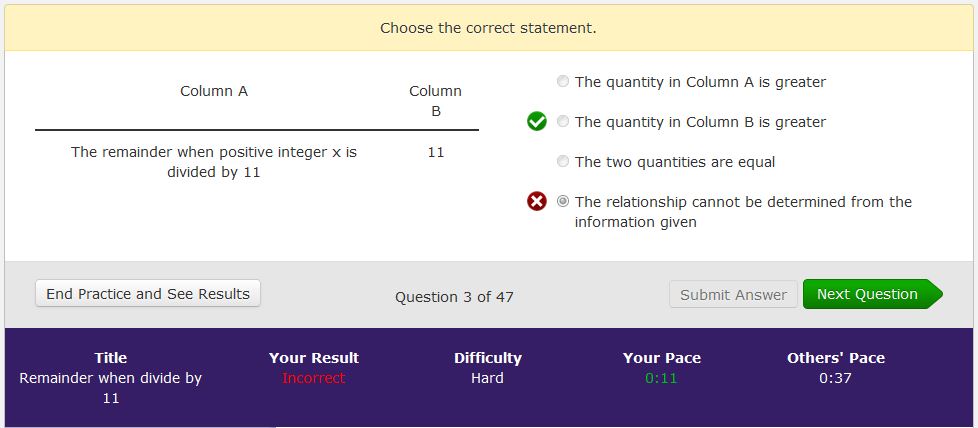 Choose the correct statement.
Column A
Column
B
The remainder when positive integer x is
divided by 11
11
The quantity in Column A is greater
The quantity in Column B is greater
The two quantities are equal
The relationship cannot be determined from the
information given
End Practice and See Results
Question 3 of 47
Submit Answer
Next Question
Title
Your Result
Difficulty
Your Pace
Others' Pace
Remainder when divide by
11
Incorrect
Hard
0:11
0:37